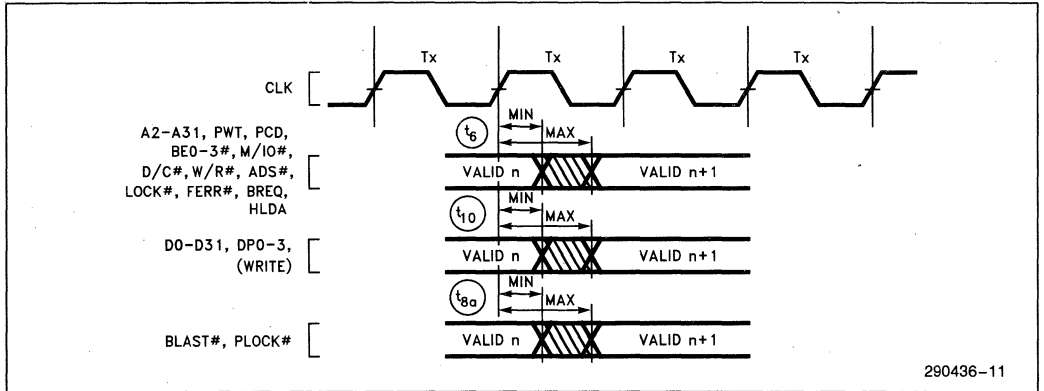 Tx Tx Tx Tx
CLK
MIN
MAX
t6
A2-A31, PWT, PCD,
BE0-3#, M/IO#,
D/C#, W/R#, ADS#,
LOCK#, FERR#, BREQ,
HLDA
VALID n VALID n+1
MIN
MAX
t10
D0-D31, DP0-3,
(WRITE)
VALID n VALID n+1
MIN
MAX
t8a
BLAST#, PLOCK#
VALID n VALID n+1
290436-11